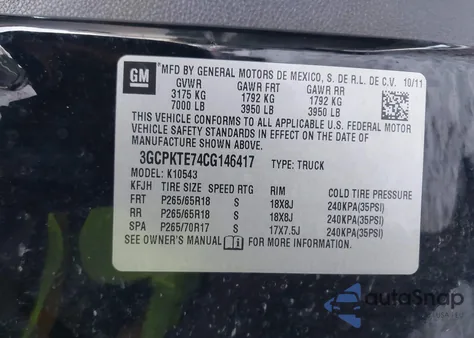 GM
MFD BY GENERAL MOTORS DE MEXICO, S. DE R.L. DE C.V. 10/11
GVWR GAWR FRT GAWR RR
3175 KG 1792 KG 1792 KG
7000 LB 3950 LB 3950 LB
THIS VEHICLE CONFORMS TO ALL APPLICABLE U.S. FEDERAL MOTOR
VEHICLE SAFETY STANDARDS IN EFFECT ON THE DATE OF
MANUFACTURE SHOWN ABOVE.
3GCPKTE74CG146417 TYPE: TRUCK
MODEL: K10543
KFJH TIRE SIZE SPEED RTG RIM COLD TIRE PRESSURE
FRT P265/65R18 S 18X8J 240KPA(35PSI)
RR P265/65R18 S 18X8J 240KPA(35PSI)
SPA P265/70R17 S 17X7.5J 240KPA(35PSI)
SEE OWNER'S MANUAL FOR MORE INFORMATION.
autoSnap